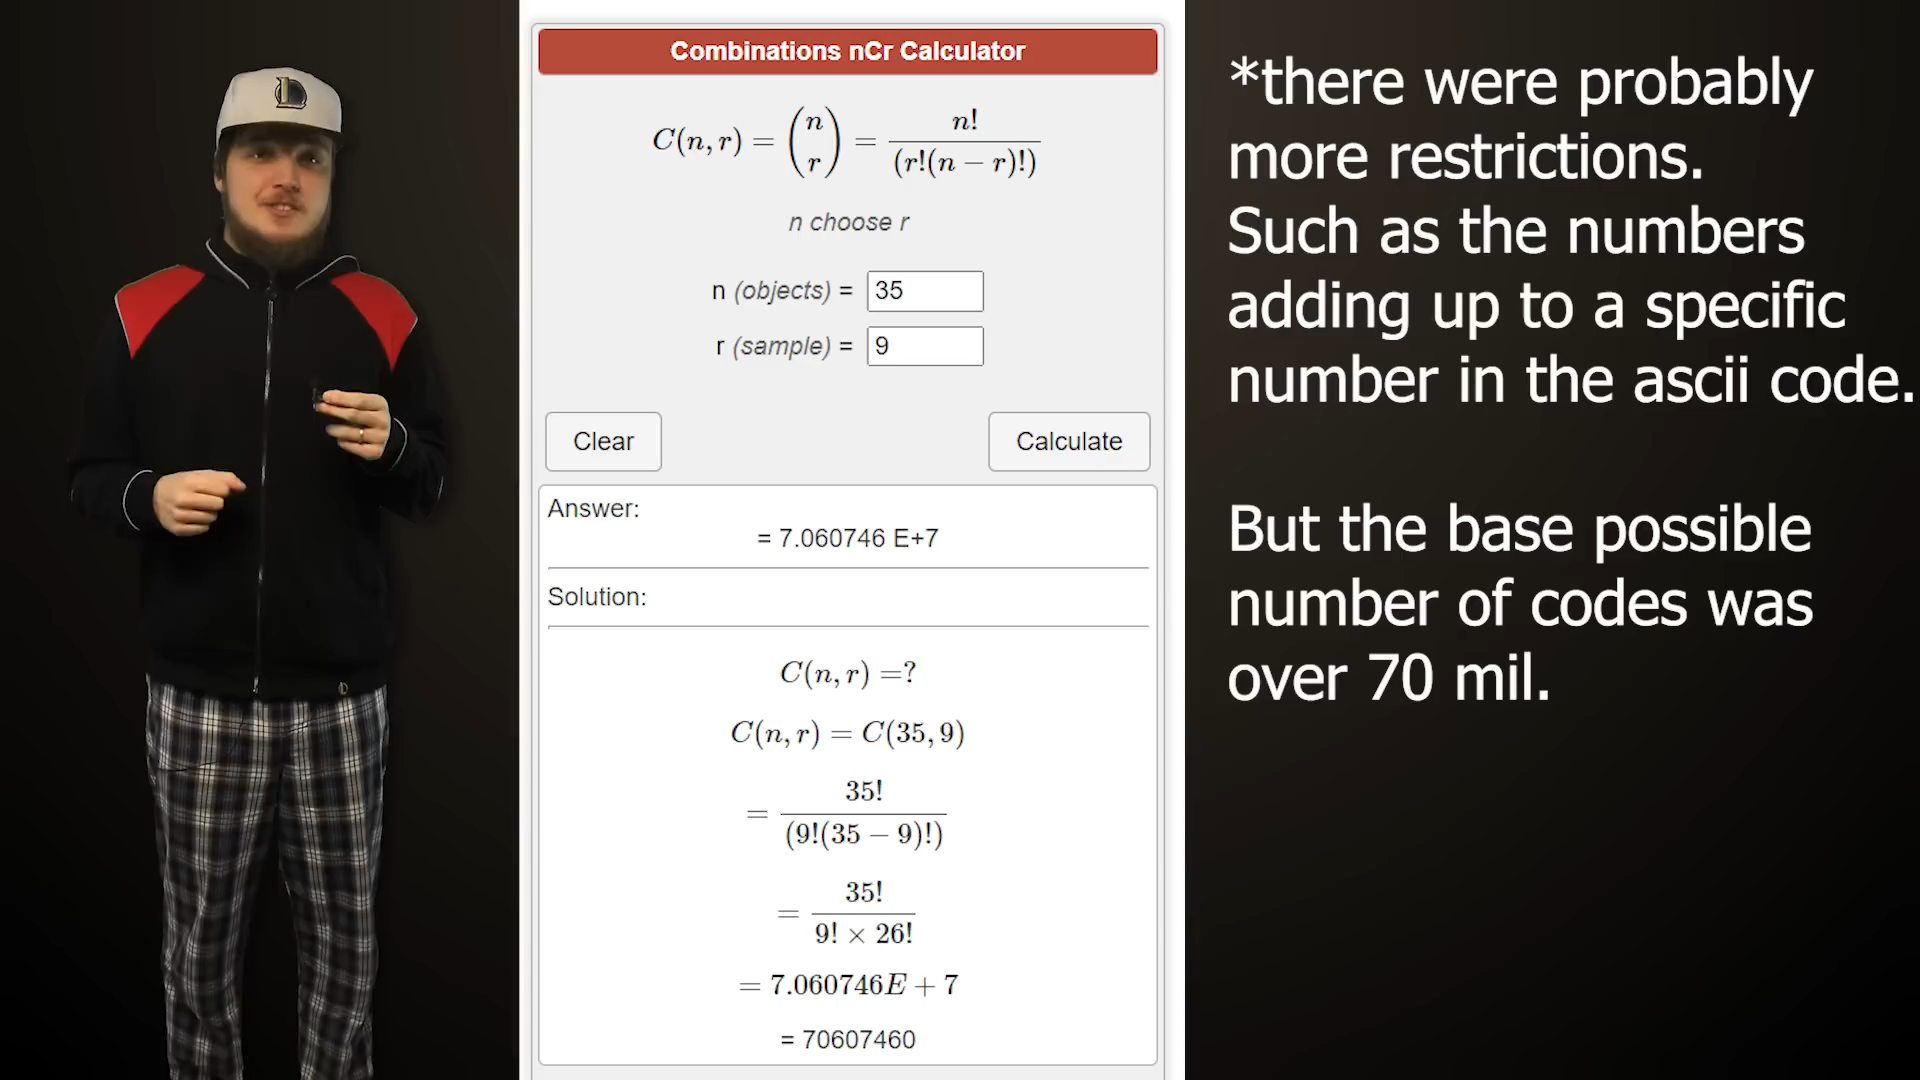 Combinations nCr Calculator
C(n, r) = (n r) = n! / (r!(n − r)!)
n choose r
n (objects) = 35
r (sample) = 9
Clear Calculate
Answer:
= 7.060746 E+7
Solution:
C(n, r) =?
C(n, r) = C(35, 9)
= 35! / (9!(35 − 9)!)
= 35! / 9! × 26!
= 7.060746E + 7
= 70607460
*there were probably
more restrictions.
Such as the numbers
adding up to a specific
number in the ascii code.
But the base possible
number of codes was
over 70 mil.